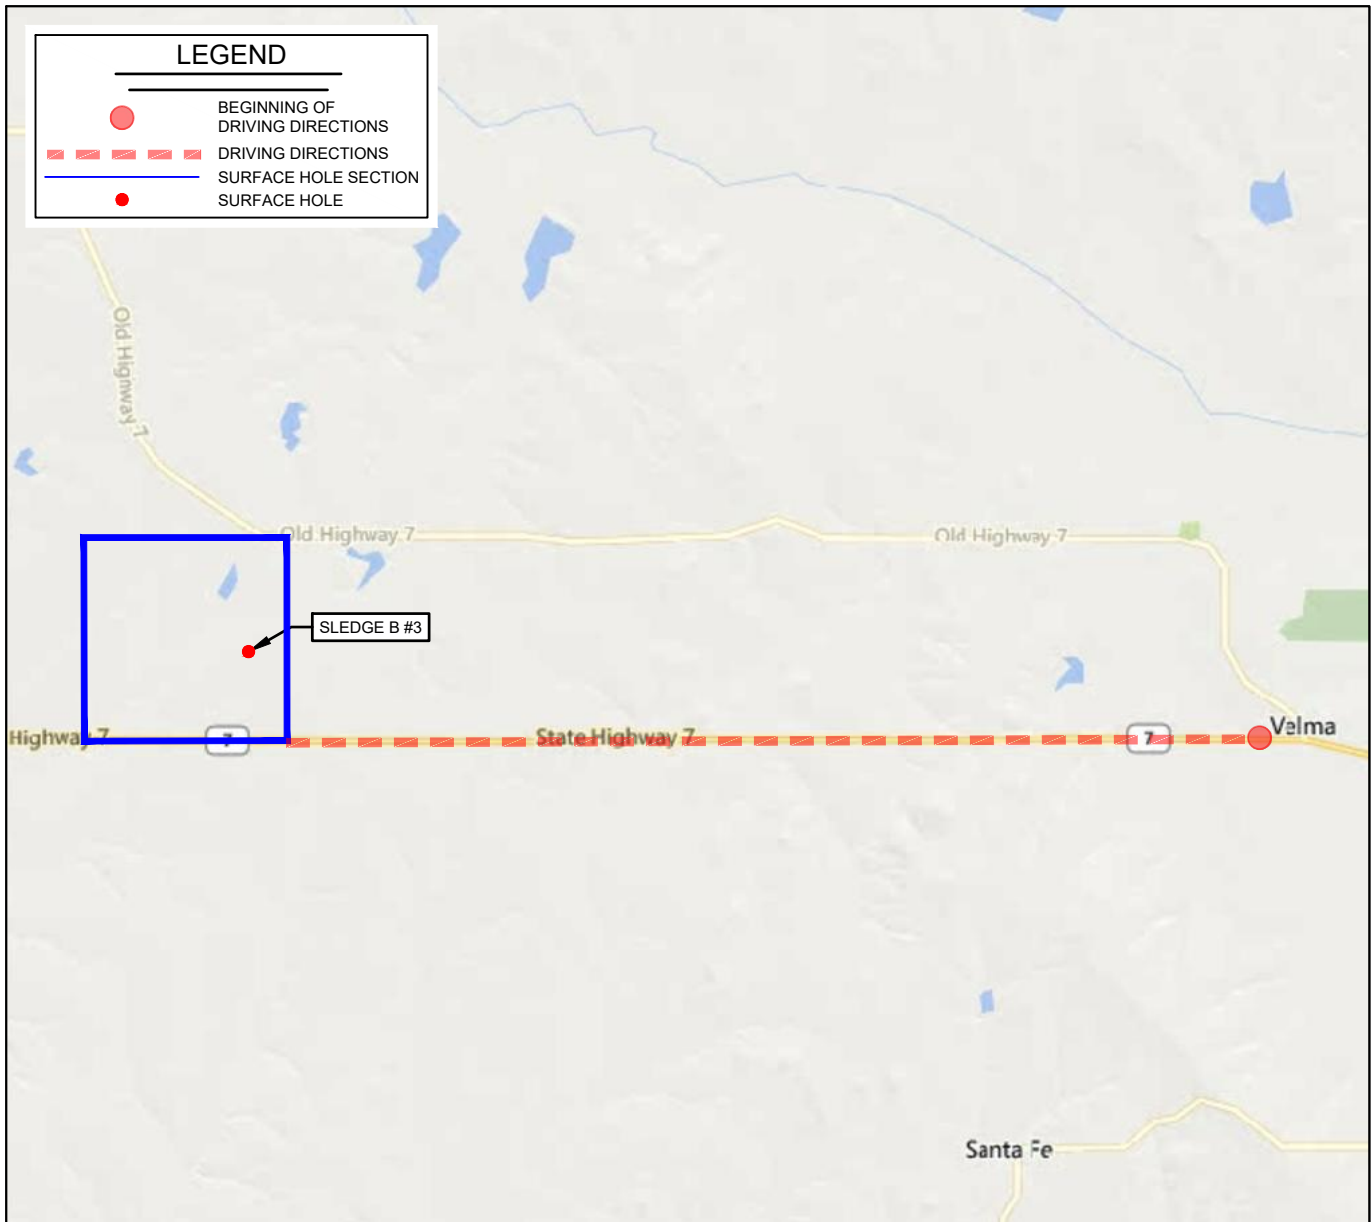 LEGEND
BEGINNING OF
DRIVING DIRECTIONS
DRIVING DIRECTIONS
SURFACE HOLE SECTION
SURFACE HOLE
Old Highway 7
Old Highway 7
Old Highway 7
SLEDGE B #3
Highway 7
7
State Highway 7
7
Velma
Santa Fe